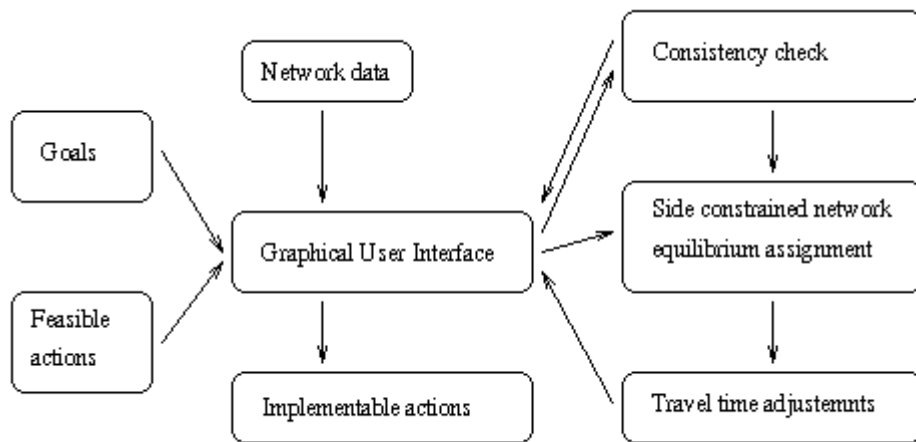 Network data
Consistency check
Goals
Side constrained network
equilibrium assignment
Graphical User Interface
Feasible
actions
Implementable actions
Travel time adjustemnts